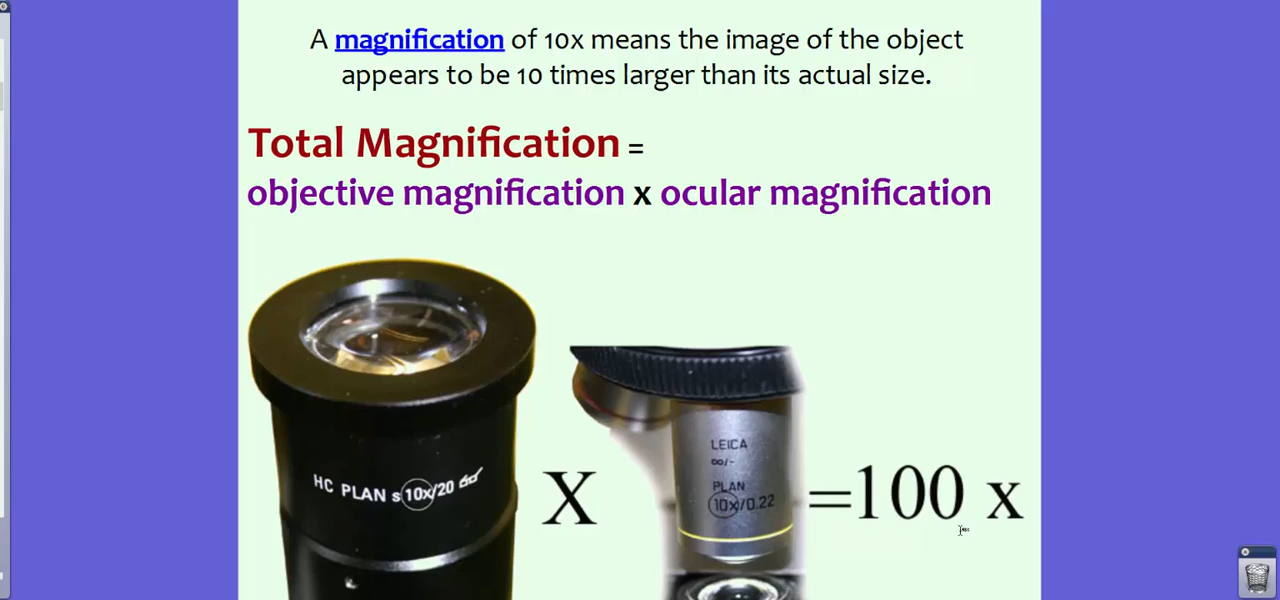 A magnification of 10x means the image of the object
appears to be 10 times larger than its actual size.
Total Magnification =
objective magnification x ocular magnification
HC PLAN s 10x/20
X
LEICA
∞/-
PLAN
10x/0.22
=100 x